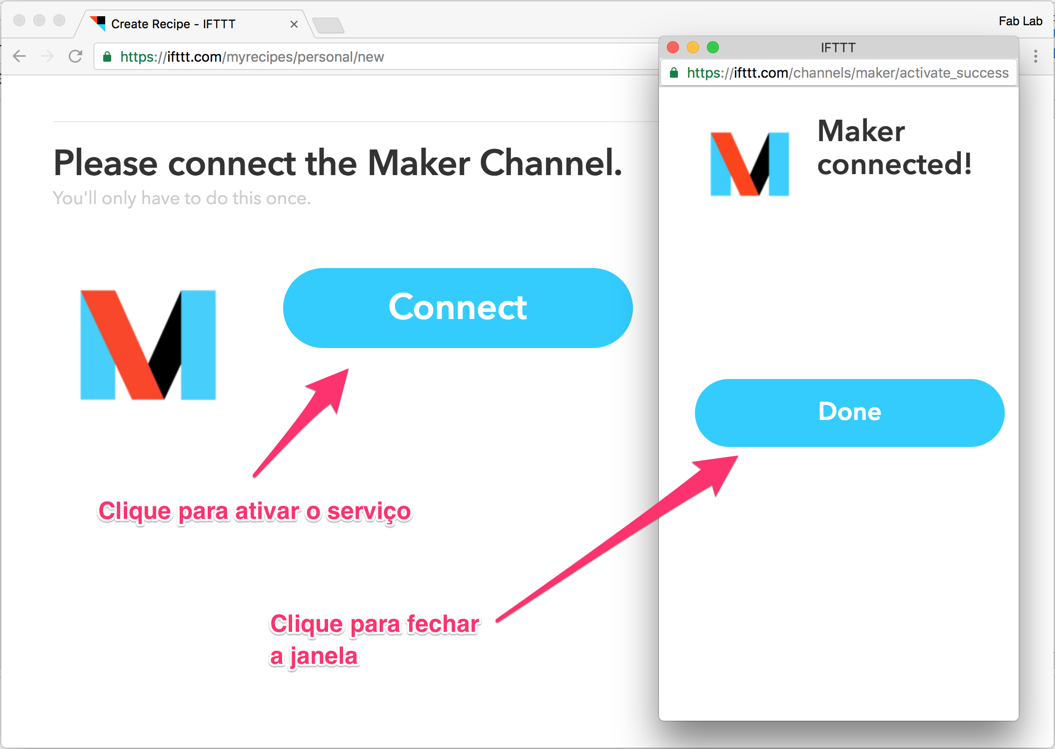 Create Recipe - IFTTT
Fab Lab
https://ifttt.com/myrecipes/personal/new
IFTTT
https://ifttt.com/channels/maker/activate_success
Please connect the Maker Channel.
You'll only have to do this once.
Connect
Maker
connected!
Done
Clique para ativar o serviço
Clique para fechar
a janela